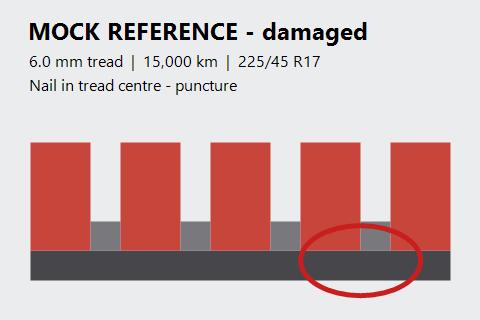 MOCK REFERENCE - damaged
6.0 mm tread | 15,000 km | 225/45 R17
Nail in tread centre - puncture